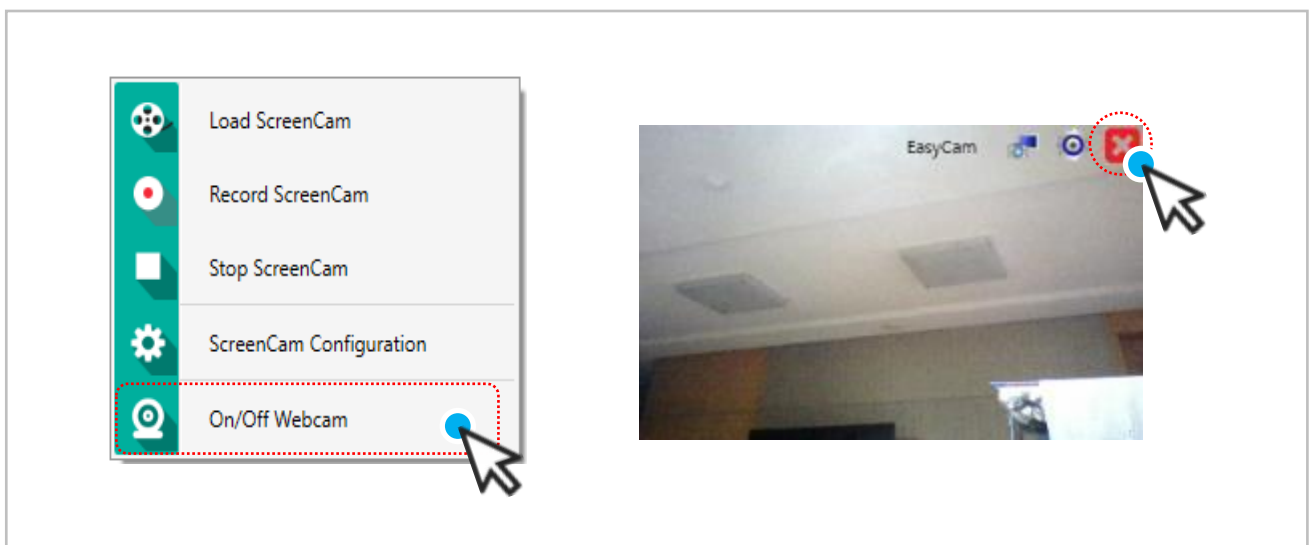 Load ScreenCam
Record ScreenCam
Stop ScreenCam
ScreenCam Configuration
On/Off Webcam
EasyCam